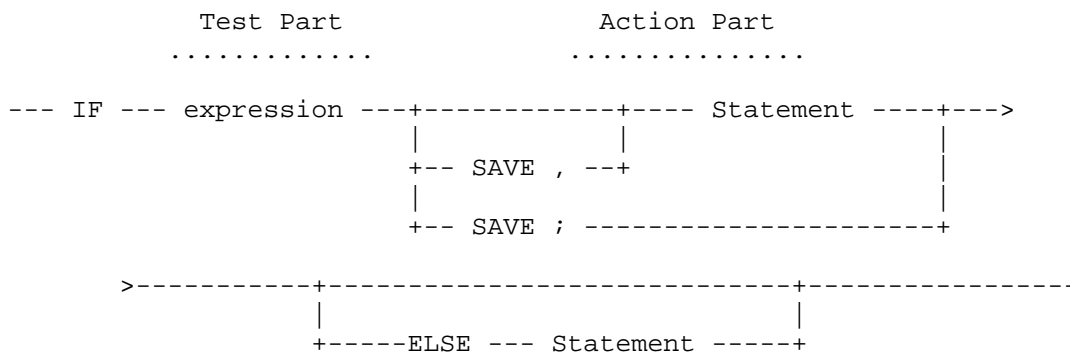 Test Part Action Part
............. ...............
--- IF --- expression ---+------------+---- Statement ----+--->
| | |
+-- SAVE , --+ |
| |
+-- SAVE ; ----------------------+
>-----------+------------------------------+-----------------
| |
+-----ELSE --- Statement -----+